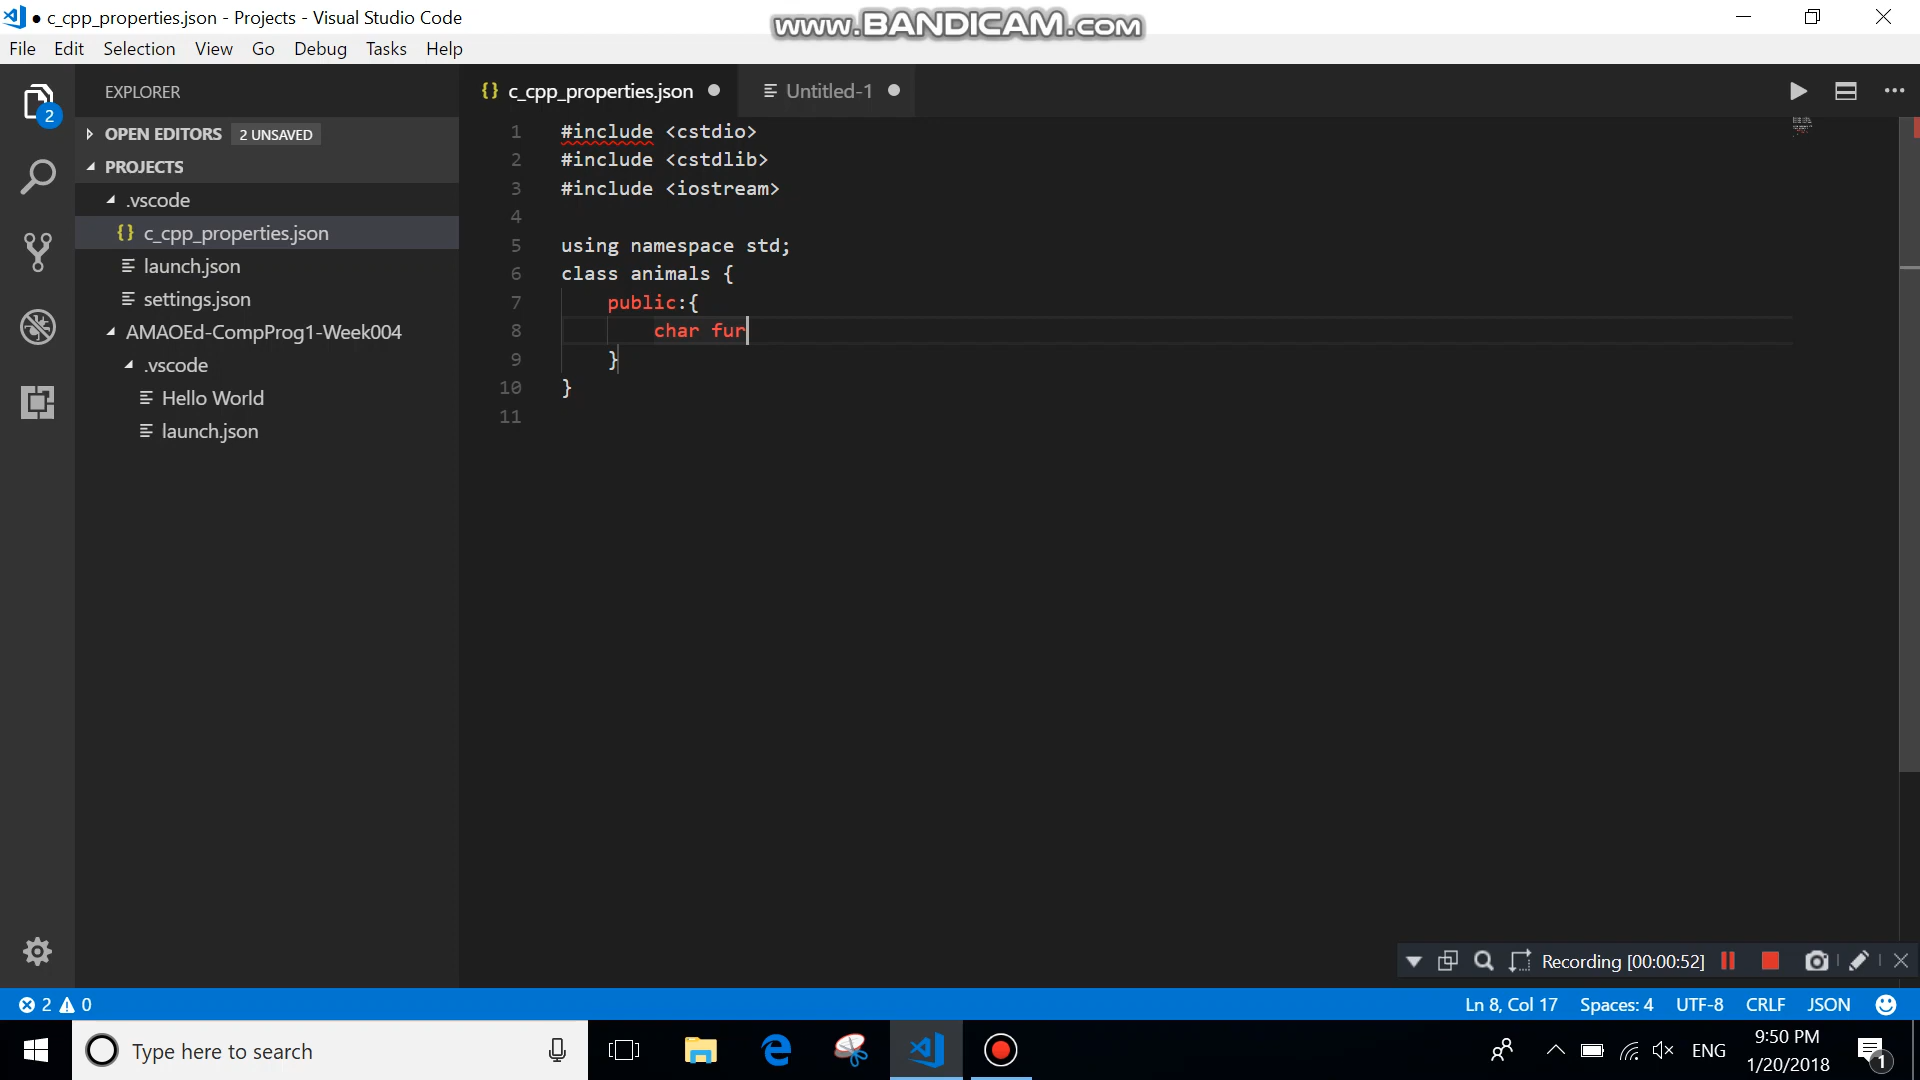 c_cpp_properties.json - Projects - Visual Studio Code
www.BANDICAM.com
File Edit Selection View Go Debug Tasks Help
EXPLORER
OPEN EDITORS 2 UNSAVED
PROJECTS
.vscode
{} c_cpp_properties.json
launch.json
settings.json
AMAOEd-CompProg1-Week004
.vscode
Hello World
launch.json
2
{} c_cpp_properties.json Untitled-1
1 #include <cstdio>
2 #include <cstdlib>
3 #include <iostream>
4
5 using namespace std;
6 class animals {
7 public:{
8 char fur
9 }
10 }
11
Recording [00:00:52]
2 0 Ln 8, Col 17 Spaces: 4 UTF-8 CRLF JSON
Type here to search
ENG
9:50 PM
1/20/2018
1